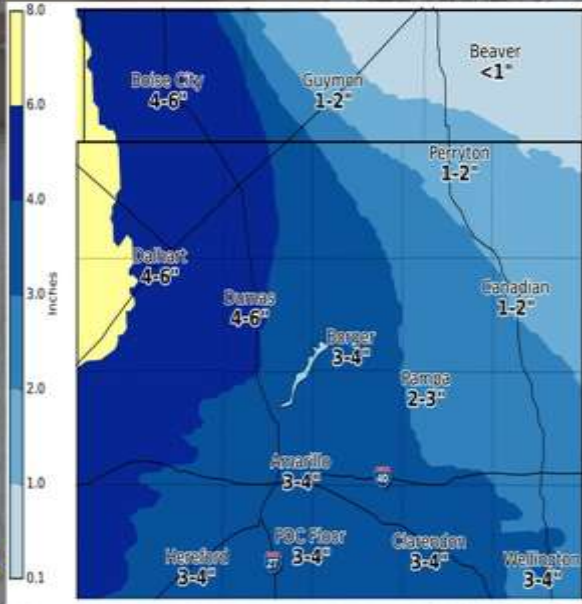 8.0
6.0
4.0
3.0
2.0
1.0
0.1
Inches
Beaver
<1"
Boise City
4-6"
Guymon
1-2"
Perryton
1-2"
Dalhart
4-6"
Dumas
4-6"
Canadian
1-2"
Borger
3-4"
Pampa
2-3"
Amarillo
3-4"
40
Hereford
3-4"
27
PDC Floor
3-4"
Clarendon
3-4"
Wellington
3-4"